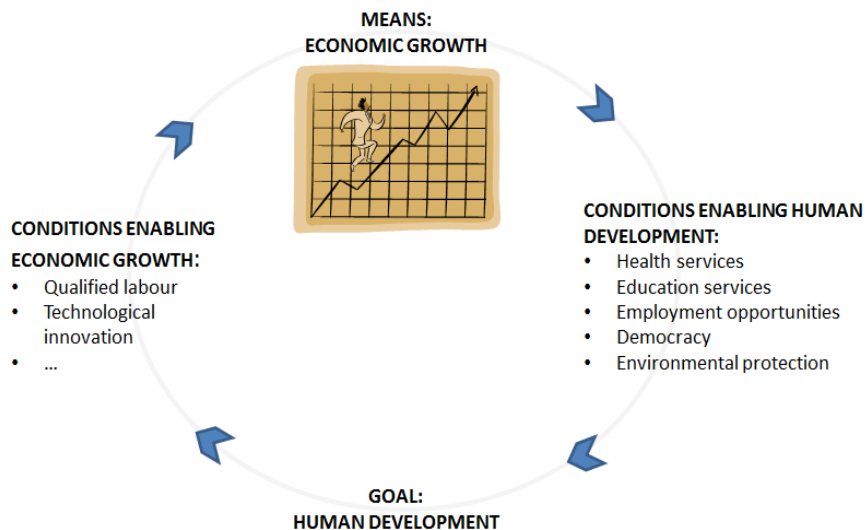 MEANS:
ECONOMIC GROWTH
CONDITIONS ENABLING
ECONOMIC GROWTH:
• Qualified labour
• Technological
innovation
• ...
CONDITIONS ENABLING HUMAN
DEVELOPMENT:
• Health services
• Education services
• Employment opportunities
• Democracy
• Environmental protection
GOAL:
HUMAN DEVELOPMENT